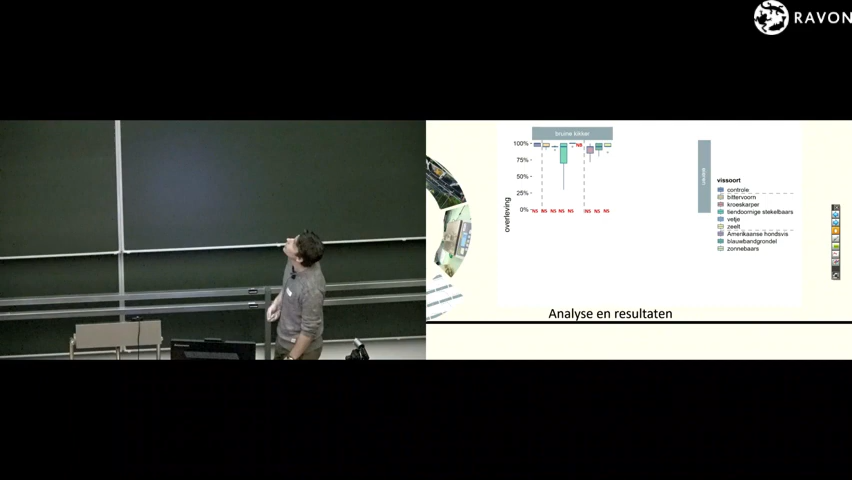 RAVON
bruine kikker
100%
75%
50%
25%
0%
NB
NS NS NS NS NS NS NS NS
overleving
vissoort
controle
bittervoorn
kroeskarper
tiendoornige stekelbaars
vetje
zeelt
Amerikaanse hondsvis
blauwbandgrondel
zonnebaars
Analyse en resultaten